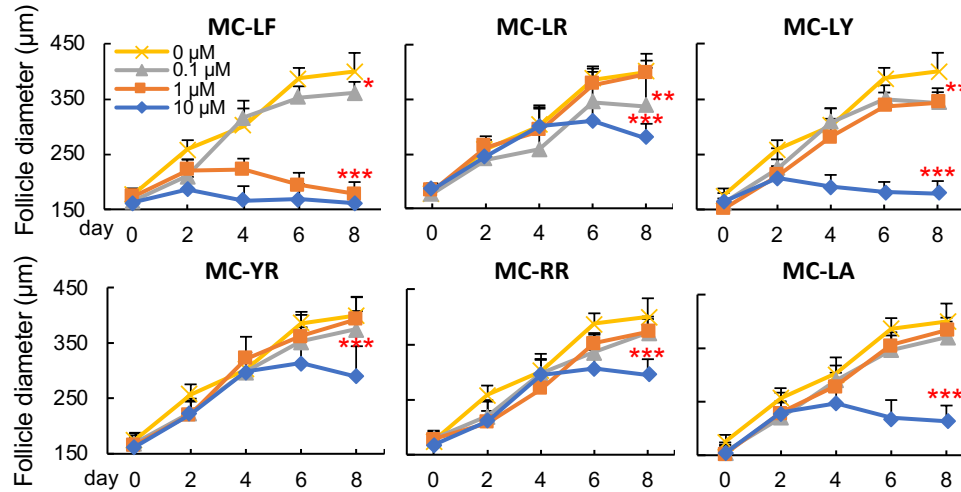 MC-LF
MC-LR
MC-LY
Follicle diameter (µm)
450
350
250
150
0 µM
0.1 µM
1 µM
10 µM
*
***
**
***
**
***
day
0 2 4 6 8
0 2 4 6 8
0 2 4 6 8
MC-YR
MC-RR
MC-LA
Follicle diameter (µm)
450
350
250
150
***
***
***
day
0 2 4 6 8
0 2 4 6 8
0 2 4 6 8